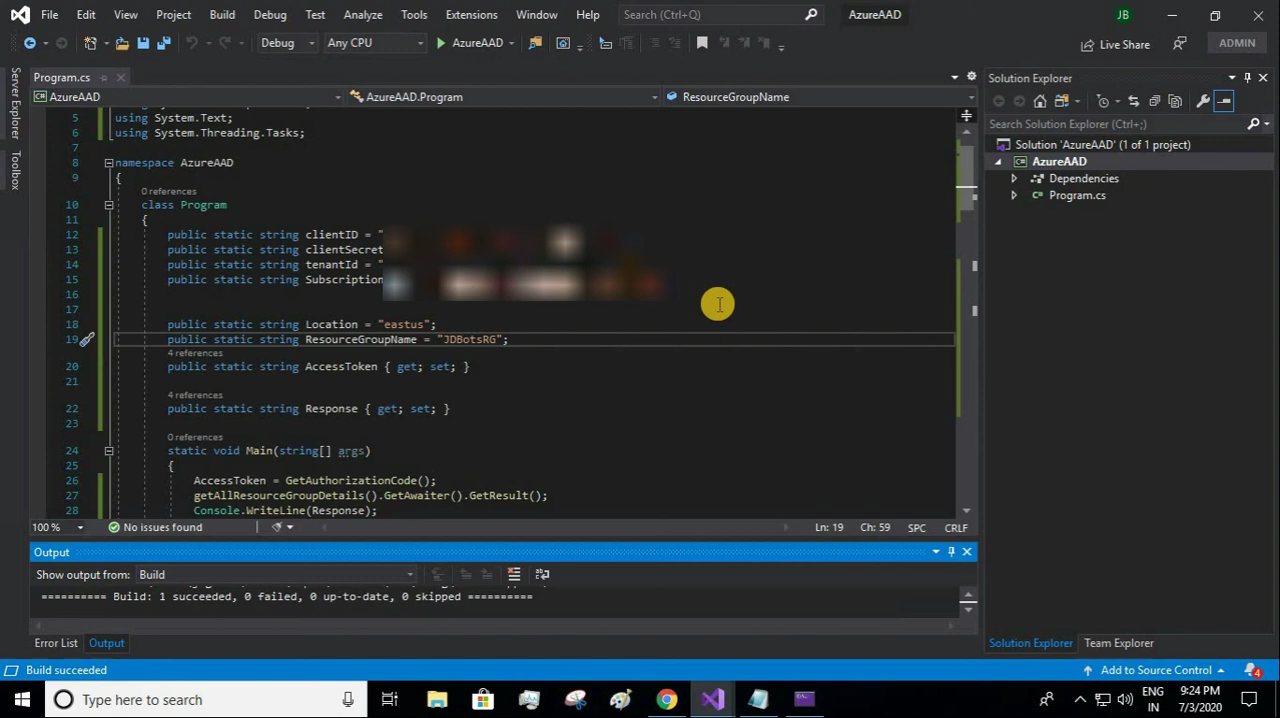 File Edit View Project Build Debug Test Analyze Tools Extensions Window Help Search (Ctrl+Q) AzureAAD JB
Debug Any CPU AzureAAD Live Share ADMIN
Server Explorer
Toolbox
Program.cs
AzureAAD AzureAAD.Program ResourceGroupName
5 using System.Text;
6 using System.Threading.Tasks;
7
8 namespace AzureAAD
9 {
0 references
10 class Program
11 {
12 public static string clientID = "
13 public static string clientSecret
14 public static string tenantId = "
15 public static string Subscription
16
17
18 public static string Location = "eastus";
19 public static string ResourceGroupName = "JDBotsRG";
4 references
20 public static string AccessToken { get; set; }
21
4 references
22 public static string Response { get; set; }
23
0 references
24 static void Main(string[] args)
25 {
26 AccessToken = GetAuthorizationCode();
27 getAllResourceGroupDetails().GetAwaiter().GetResult();
28 Console.WriteLine(Response);
100 % No issues found Ln: 19 Ch: 59 SPC CRLF
Output
Show output from: Build
========== Build: 1 succeeded, 0 failed, 0 up-to-date, 0 skipped ==========
Error List Output
Solution Explorer
Search Solution Explorer (Ctrl+;)
Solution 'AzureAAD' (1 of 1 project)
AzureAAD
Dependencies
Program.cs
Solution Explorer Team Explorer
Build succeeded Add to Source Control 4
Type here to search ENG IN 9:24 PM 7/3/2020